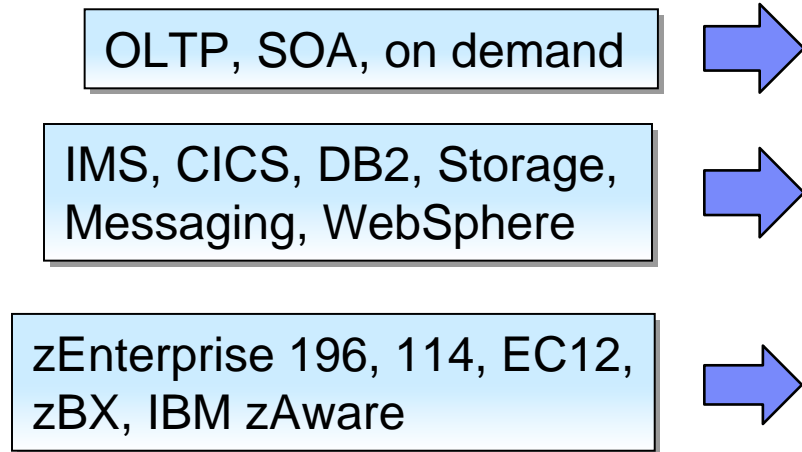 OLTP, SOA, on demand
IMS, CICS, DB2, Storage,
Messaging, WebSphere
zEnterprise 196, 114, EC12,
zBX, IBM zAware